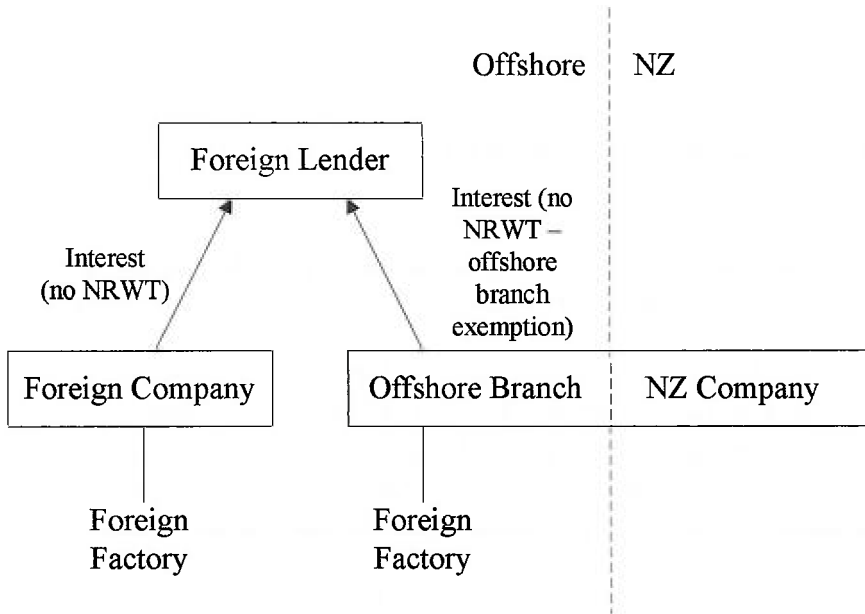 Offshore
NZ
Foreign Lender
Interest
(no NRWT)
Interest (no
NRWT –
offshore
branch
exemption)
Foreign Company
Offshore Branch
NZ Company
Foreign
Factory
Foreign
Factory